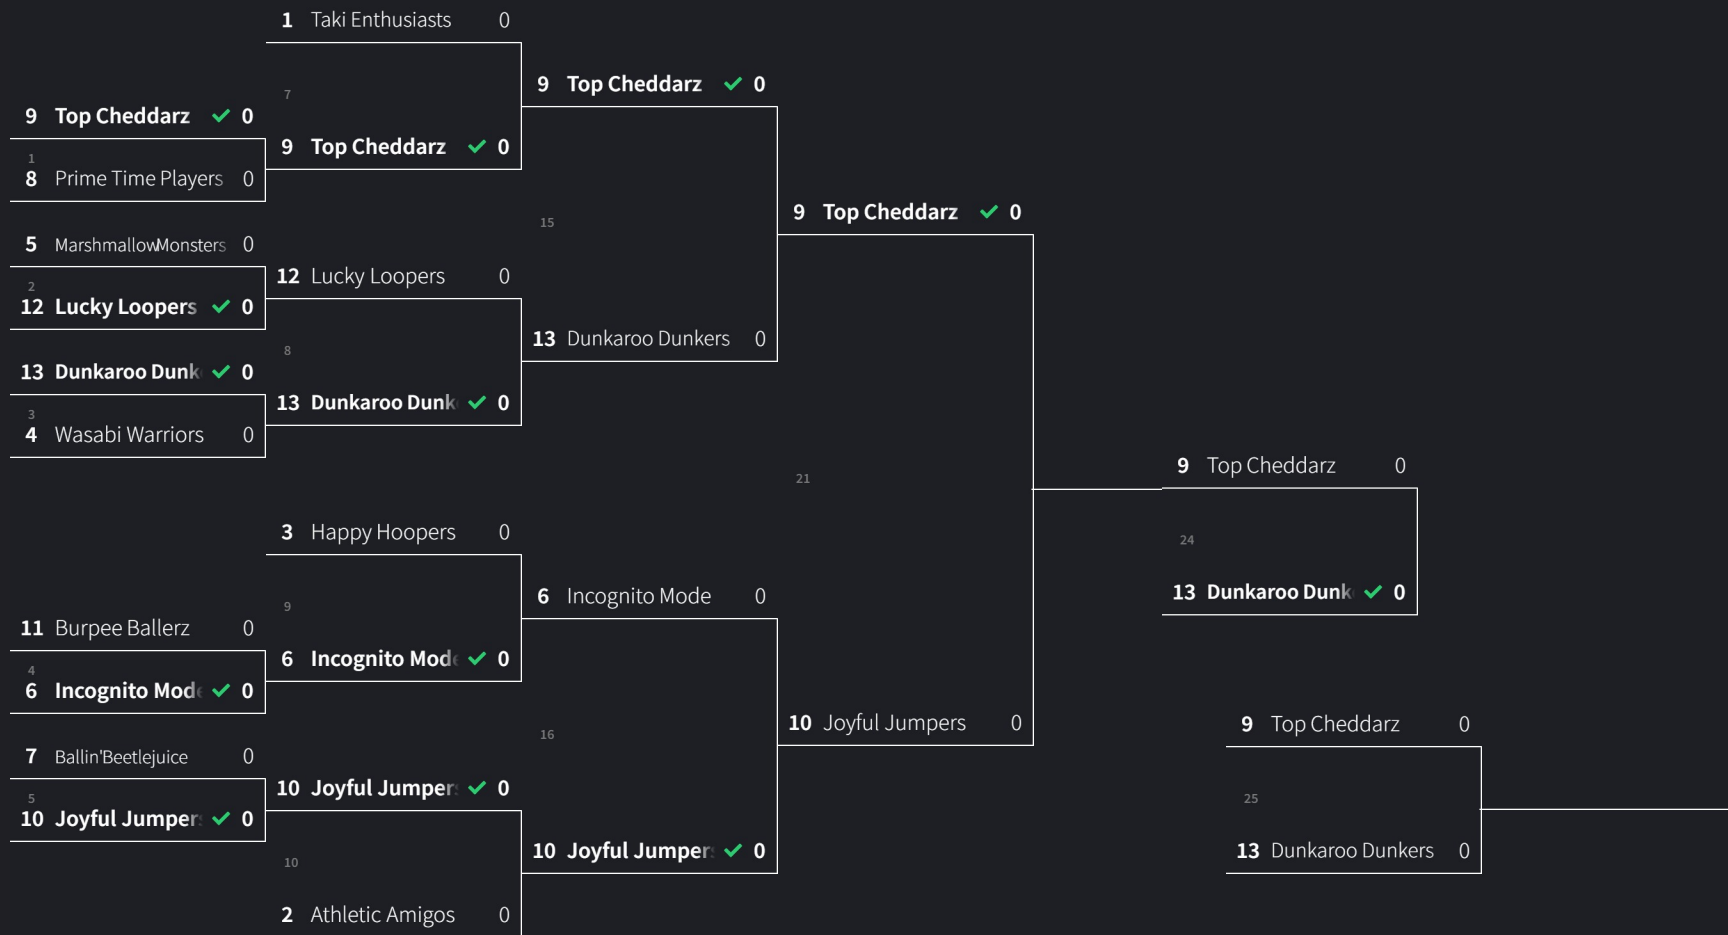 9 Top Cheddarz ✓ 0
1
8 Prime Time Players 0
5 MarshmallowMonsters 0
2
12 Lucky Loopers ✓ 0
13 Dunkaroo Dunk ✓ 0
3
4 Wasabi Warriors 0
11 Burpee Ballerz 0
4
6 Incognito Mode ✓ 0
7 Ballin'Beetlejuice 0
5
10 Joyful Jumpers ✓ 0
1 Taki Enthusiasts 0
7
9 Top Cheddarz ✓ 0
12 Lucky Loopers 0
8
13 Dunkaroo Dunk ✓ 0
3 Happy Hoopers 0
9
6 Incognito Mode ✓ 0
10 Joyful Jumpers ✓ 0
10
2 Athletic Amigos 0
9 Top Cheddarz ✓ 0
15
13 Dunkaroo Dunkers 0
6 Incognito Mode 0
16
10 Joyful Jumpers ✓ 0
9 Top Cheddarz ✓ 0
21
10 Joyful Jumpers 0
9 Top Cheddarz 0
24
13 Dunkaroo Dunk ✓ 0
9 Top Cheddarz 0
25
13 Dunkaroo Dunkers 0